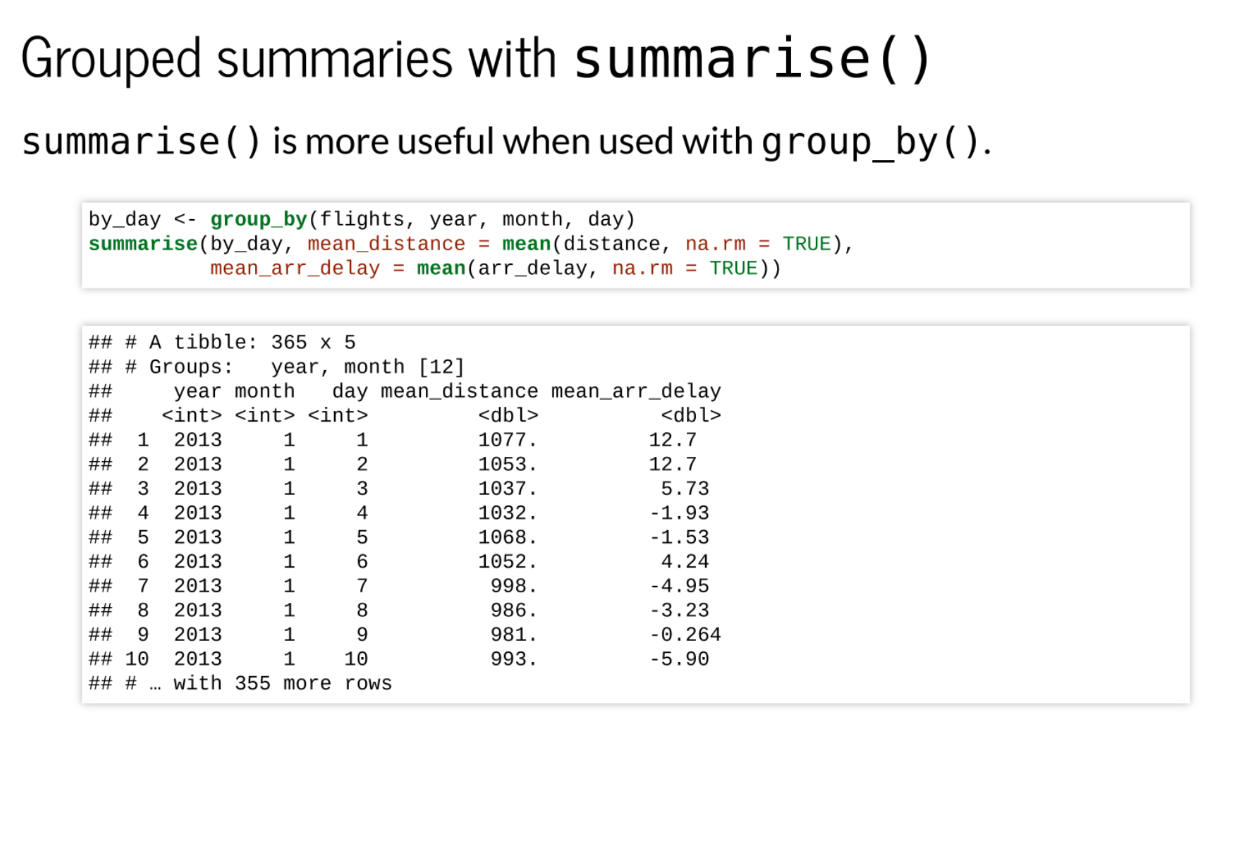 Grouped summaries with summarise()
summarise() is more useful when used with group_by().
by_day <- group_by(flights, year, month, day)
summarise(by_day, mean_distance = mean(distance, na.rm = TRUE),
          mean_arr_delay = mean(arr_delay, na.rm = TRUE))
## # A tibble: 365 x 5
## # Groups:   year, month [12]
##     year month   day mean_distance mean_arr_delay
##    <int> <int> <int>         <dbl>          <dbl>
##  1  2013     1     1         1077.         12.7
##  2  2013     1     2         1053.         12.7
##  3  2013     1     3         1037.          5.73
##  4  2013     1     4         1032.         -1.93
##  5  2013     1     5         1068.         -1.53
##  6  2013     1     6         1052.          4.24
##  7  2013     1     7          998.         -4.95
##  8  2013     1     8          986.         -3.23
##  9  2013     1     9          981.         -0.264
## 10  2013     1    10          993.         -5.90
## # … with 355 more rows